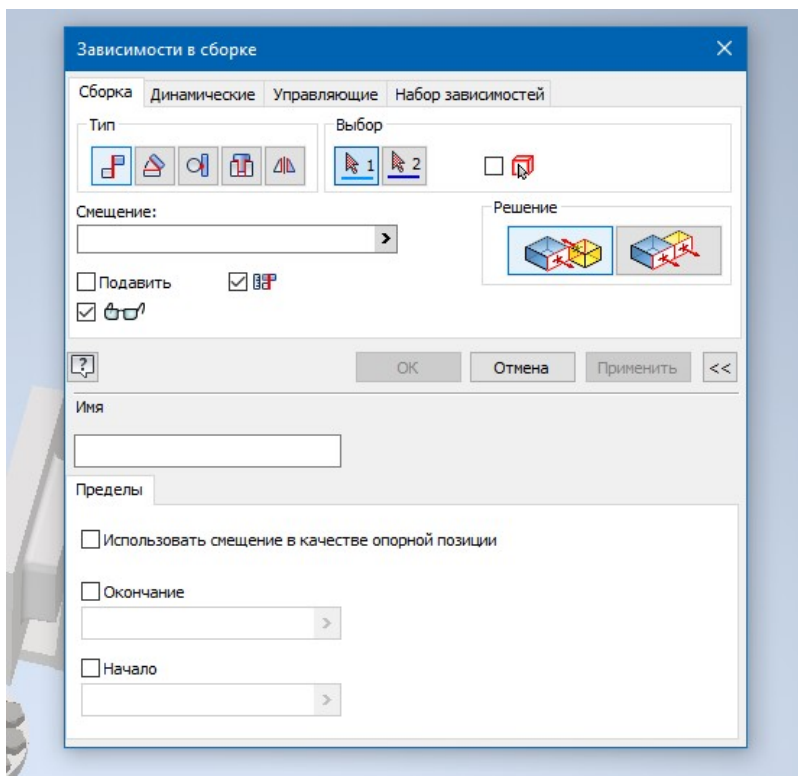 Зависимости в сборке
Сборка Динамические Управляющие Набор зависимостей
Тип Выбор
1 2
Смещение: Решение
Подавить
ОК Отмена Применить <<
Имя
Пределы
Использовать смещение в качестве опорной позиции
Окончание
Начало